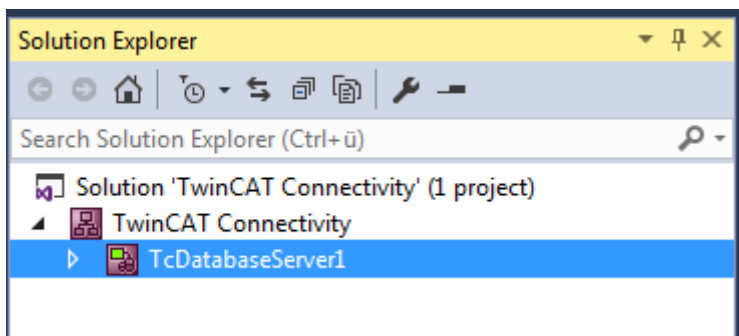 Solution Explorer
Search Solution Explorer (Ctrl+ü)
Solution 'TwinCAT Connectivity' (1 project)
TwinCAT Connectivity
TcDatabaseServer1